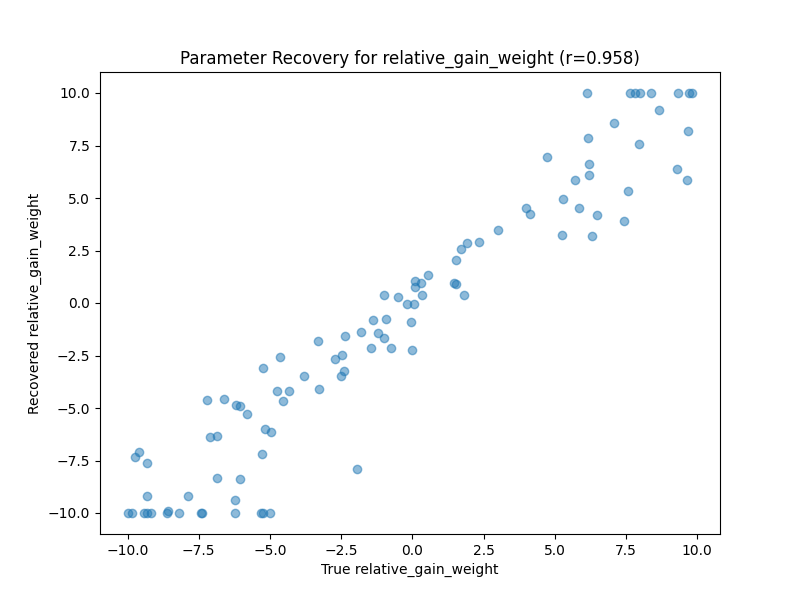 Parameter Recovery for relative_gain_weight (r=0.958)
10.0
7.5
5.0
2.5
0.0
−2.5
−5.0
−7.5
−10.0
Recovered relative_gain_weight
−10.0 −7.5 −5.0 −2.5 0.0 2.5 5.0 7.5 10.0
True relative_gain_weight